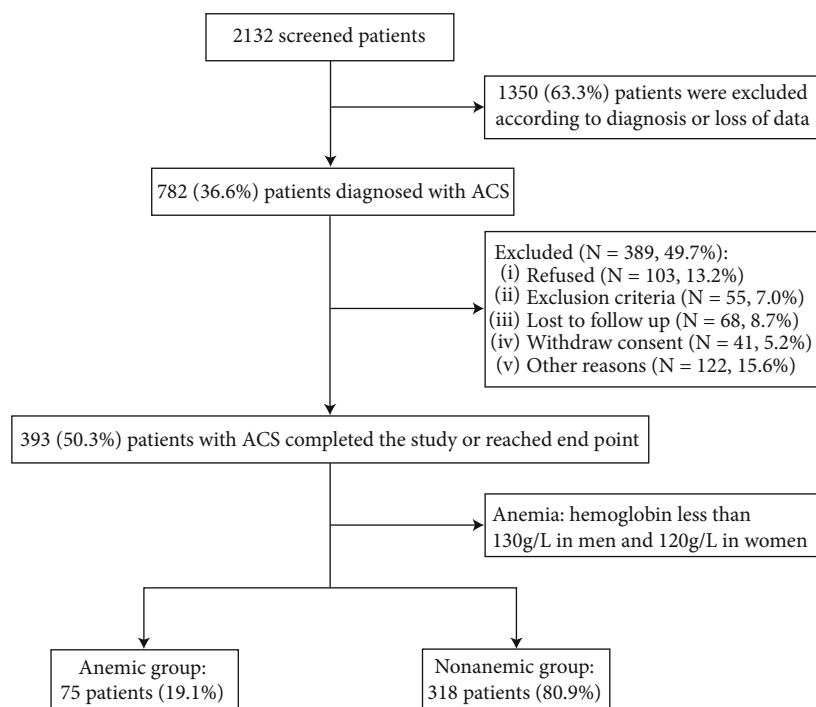 2132 screened patients
1350 (63.3%) patients were excluded
according to diagnosis or loss of data
782 (36.6%) patients diagnosed with ACS
Excluded (N = 389, 49.7%):
(i) Refused (N = 103, 13.2%)
(ii) Exclusion criteria (N = 55, 7.0%)
(iii) Lost to follow up (N = 68, 8.7%)
(iv) Withdraw consent (N = 41, 5.2%)
(v) Other reasons (N = 122, 15.6%)
393 (50.3%) patients with ACS completed the study or reached end point
Anemia: hemoglobin less than
130g/L in men and 120g/L in women
Anemic group:
75 patients (19.1%)
Nonanemic group:
318 patients (80.9%)